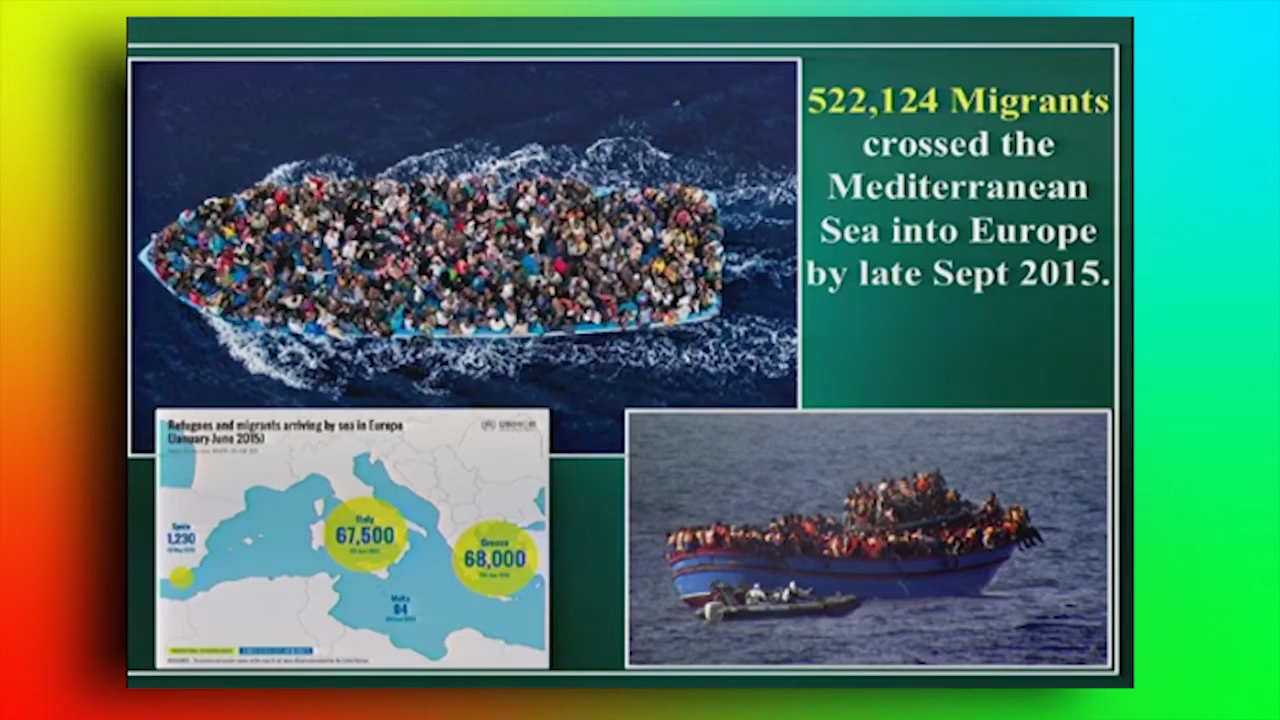 522,124 Migrants
crossed the
Mediterranean
Sea into Europe
by late Sept 2015.
Refugees and migrants arriving by sea in Europe
(January-June 2015)
UNHCR
Spain
1,230
Italy
67,500
Greece
68,000
Malta
94